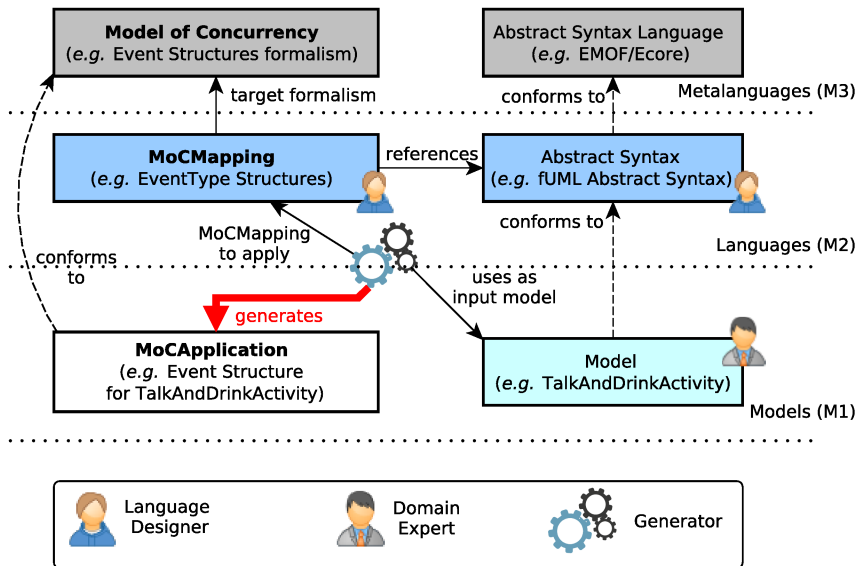 Model of Concurrency
(e.g. Event Structures formalism)
Abstract Syntax Language
(e.g. EMOF/Ecore)
target formalism
conforms to
Metalanguages (M3)
MoCMapping
(e.g. EventType Structures)
references
Abstract Syntax
(e.g. fUML Abstract Syntax)
MoCMapping
to apply
conforms to
Languages (M2)
conforms
to
uses as
input model
generates
MoCApplication
(e.g. Event Structure
for TalkAndDrinkActivity)
Model
(e.g. TalkAndDrinkActivity)
Models (M1)
Language
Designer
Domain
Expert
Generator